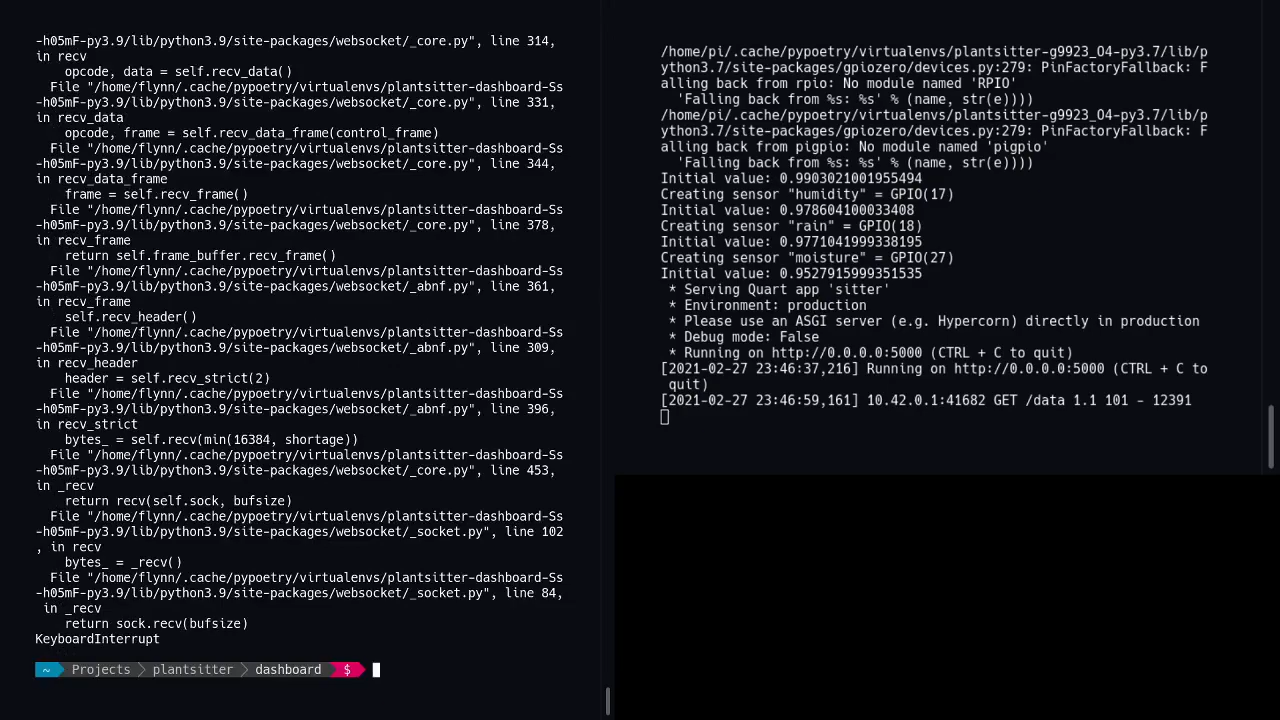 -h05mF-py3.9/lib/python3.9/site-packages/websocket/_core.py", line 314,
in recv
opcode, data = self.recv_data()
File "/home/flynn/.cache/pypoetry/virtualenvs/plantsitter-dashboard-Ss
-h05mF-py3.9/lib/python3.9/site-packages/websocket/_core.py", line 331,
in recv_data
opcode, frame = self.recv_data_frame(control_frame)
File "/home/flynn/.cache/pypoetry/virtualenvs/plantsitter-dashboard-Ss
-h05mF-py3.9/lib/python3.9/site-packages/websocket/_core.py", line 344,
in recv_data_frame
frame = self.recv_frame()
File "/home/flynn/.cache/pypoetry/virtualenvs/plantsitter-dashboard-Ss
-h05mF-py3.9/lib/python3.9/site-packages/websocket/_core.py", line 378,
in recv_frame
return self.frame_buffer.recv_frame()
File "/home/flynn/.cache/pypoetry/virtualenvs/plantsitter-dashboard-Ss
-h05mF-py3.9/lib/python3.9/site-packages/websocket/_abnf.py", line 361,
in recv_frame
self.recv_header()
File "/home/flynn/.cache/pypoetry/virtualenvs/plantsitter-dashboard-Ss
-h05mF-py3.9/lib/python3.9/site-packages/websocket/_abnf.py", line 309,
in recv_header
header = self.recv_strict(2)
File "/home/flynn/.cache/pypoetry/virtualenvs/plantsitter-dashboard-Ss
-h05mF-py3.9/lib/python3.9/site-packages/websocket/_abnf.py", line 396,
in recv_strict
bytes_ = self.recv(min(16384, shortage))
File "/home/flynn/.cache/pypoetry/virtualenvs/plantsitter-dashboard-Ss
-h05mF-py3.9/lib/python3.9/site-packages/websocket/_core.py", line 453,
in _recv
return recv(self.sock, bufsize)
File "/home/flynn/.cache/pypoetry/virtualenvs/plantsitter-dashboard-Ss
-h05mF-py3.9/lib/python3.9/site-packages/websocket/_socket.py", line 102
, in recv
bytes_ = _recv()
File "/home/flynn/.cache/pypoetry/virtualenvs/plantsitter-dashboard-Ss
-h05mF-py3.9/lib/python3.9/site-packages/websocket/_socket.py", line 84,
in _recv
return sock.recv(bufsize)
KeyboardInterrupt
~ Projects plantsitter dashboard $
/home/pi/.cache/pypoetry/virtualenvs/plantsitter-g9923_O4-py3.7/lib/p
ython3.7/site-packages/gpiozero/devices.py:279: PinFactoryFallback: F
alling back from rpio: No module named 'RPIO'
'Falling back from %s: %s' % (name, str(e))))
/home/pi/.cache/pypoetry/virtualenvs/plantsitter-g9923_O4-py3.7/lib/p
ython3.7/site-packages/gpiozero/devices.py:279: PinFactoryFallback: F
alling back from pigpio: No module named 'pigpio'
'Falling back from %s: %s' % (name, str(e))))
Initial value: 0.9903021001955494
Creating sensor "humidity" = GPIO(17)
Initial value: 0.978604100033408
Creating sensor "rain" = GPIO(18)
Initial value: 0.9771041999338195
Creating sensor "moisture" = GPIO(27)
Initial value: 0.9527915999351535
* Serving Quart app 'sitter'
* Environment: production
* Please use an ASGI server (e.g. Hypercorn) directly in production
* Debug mode: False
* Running on http://0.0.0.0:5000 (CTRL + C to quit)
[2021-02-27 23:46:37,216] Running on http://0.0.0.0:5000 (CTRL + C to
quit)
[2021-02-27 23:46:59,161] 10.42.0.1:41682 GET /data 1.1 101 - 12391